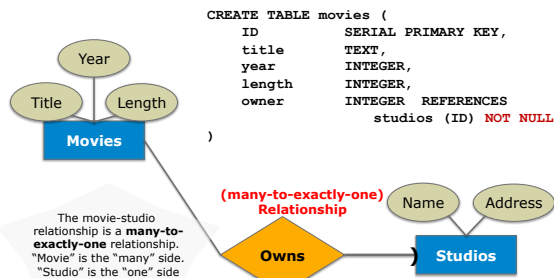 CREATE TABLE movies (
ID SERIAL PRIMARY KEY,
title TEXT,
year INTEGER,
length INTEGER,
owner INTEGER REFERENCES
studios (ID) NOT NULL
)
Year
Title
Length
Movies
(many-to-exactly-one)
Relationship
Name
Address
The movie-studio
relationship is a many-to-
exactly-one relationship.
"Movie" is the "many" side.
"Studio" is the "one" side
Owns
)
Studios